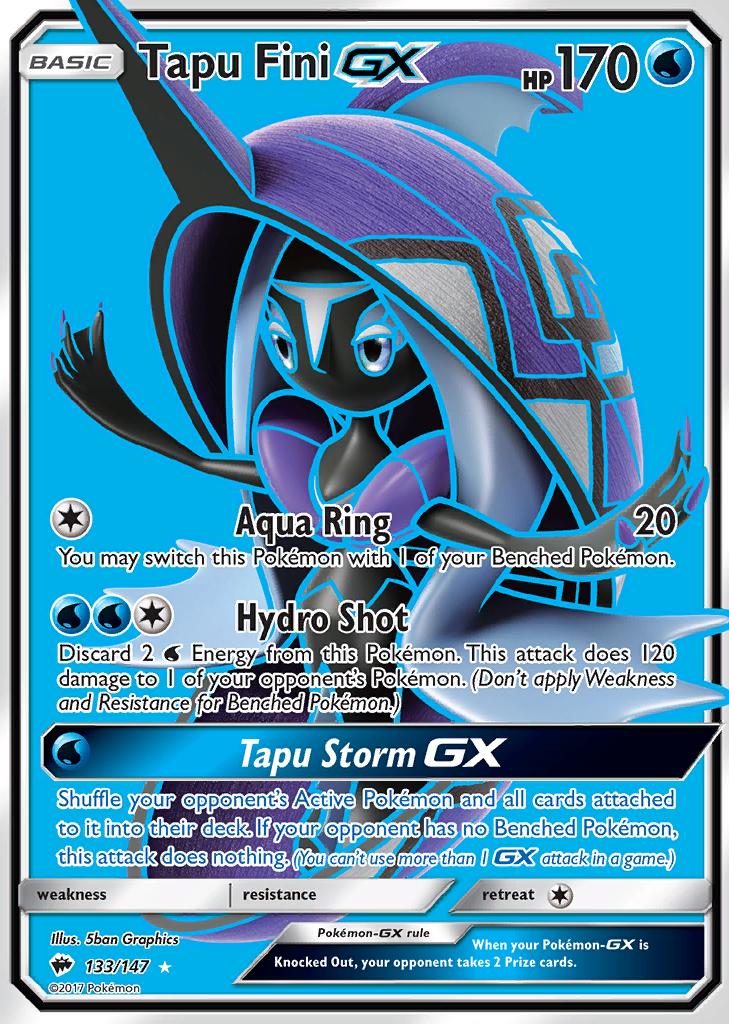 BASIC Tapu Fini GX HP 170
Aqua Ring 20
You may switch this Pokémon with 1 of your Benched Pokémon.
Hydro Shot
Discard 2 Energy from this Pokémon. This attack does 120
damage to 1 of your opponent's Pokémon. (Don't apply Weakness
and Resistance for Benched Pokémon.)
Tapu Storm GX
Shuffle your opponent's Active Pokémon and all cards attached
to it into their deck. If your opponent has no Benched Pokémon,
this attack does nothing. (You can't use more than 1 GX attack in a game.)
weakness resistance retreat
Illus. 5ban Graphics
133/147
©2017 Pokémon
Pokémon-GX rule
When your Pokémon-GX is
Knocked Out, your opponent takes 2 Prize cards.